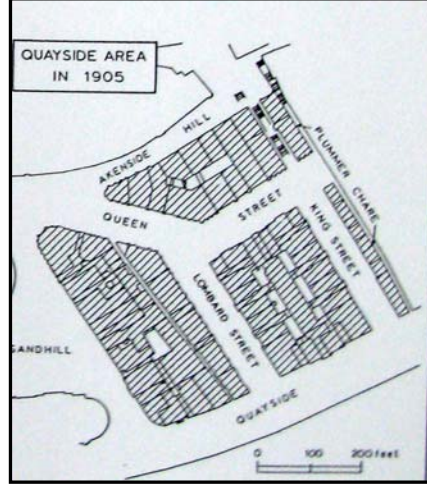 QUAYSIDE AREA
IN 1905
AKENSIDE HILL
PLUMMER CHARE
QUEEN STREET
KING STREET
LOMBARD STREET
SANDHILL
QUAYSIDE
0 100 200 feet